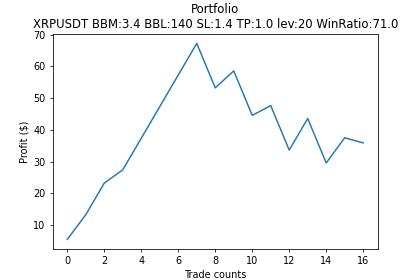 Portfolio
XRPUSDT BBM:3.4 BBL:140 SL:1.4 TP:1.0 lev:20 WinRatio:71.0
70
60
50
40
30
20
10
Profit ($)
0 2 4 6 8 10 12 14 16
Trade counts